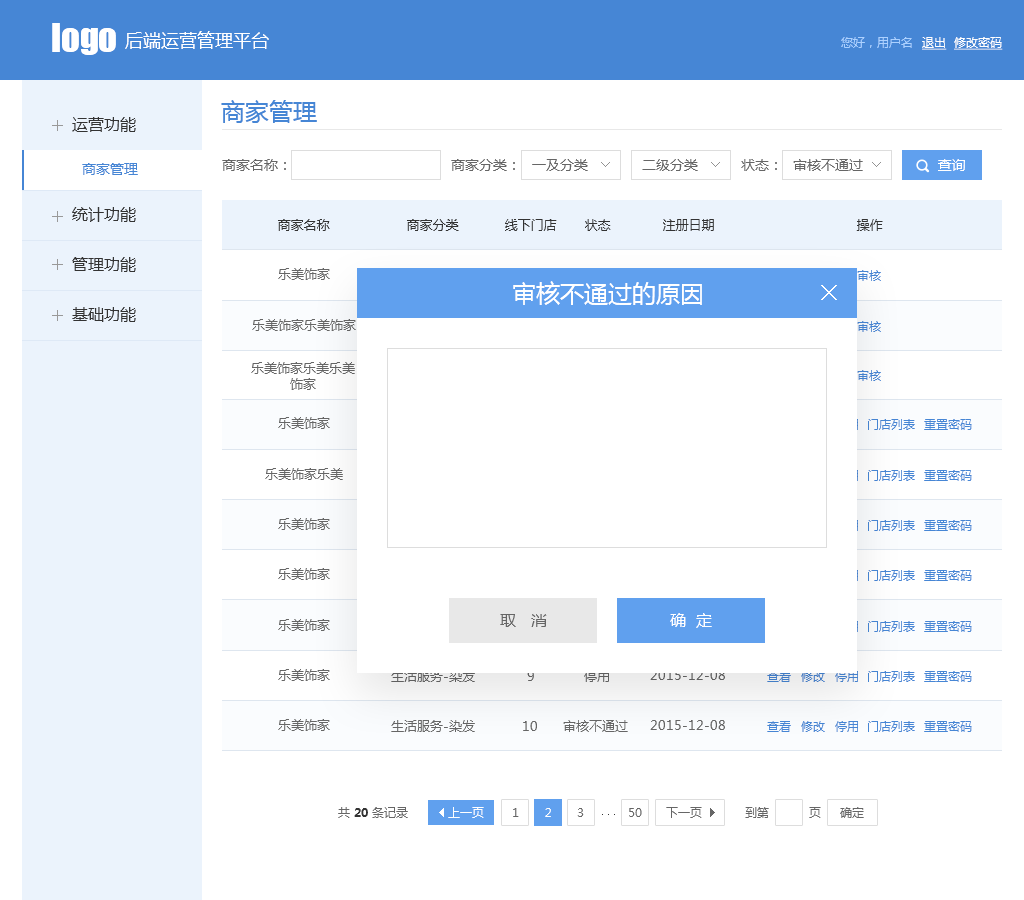 logo 后端运营管理平台
您好，用户名 退出 修改密码
运营功能
商家管理
统计功能
管理功能
基础功能
商家管理
商家名称： 商家分类： 一及分类 二级分类 状态： 审核不通过 查询
商家名称 商家分类 线下门店 状态 注册日期 操作
乐美饰家 审核
乐美饰家乐美饰家 审核
乐美饰家乐美乐美
饰家 审核
乐美饰家 门店列表 重置密码
乐美饰家乐美 门店列表 重置密码
乐美饰家 门店列表 重置密码
乐美饰家 门店列表 重置密码
乐美饰家 门店列表 重置密码
乐美饰家 生活服务-染发 9 停用 2015-12-08 查看 修改 停用 门店列表 重置密码
乐美饰家 生活服务-染发 10 审核不通过 2015-12-08 查看 修改 停用 门店列表 重置密码
审核不通过的原因
取 消 确 定
共 20 条记录 上一页 1 2 3 ... 50 下一页 到第 页 确定